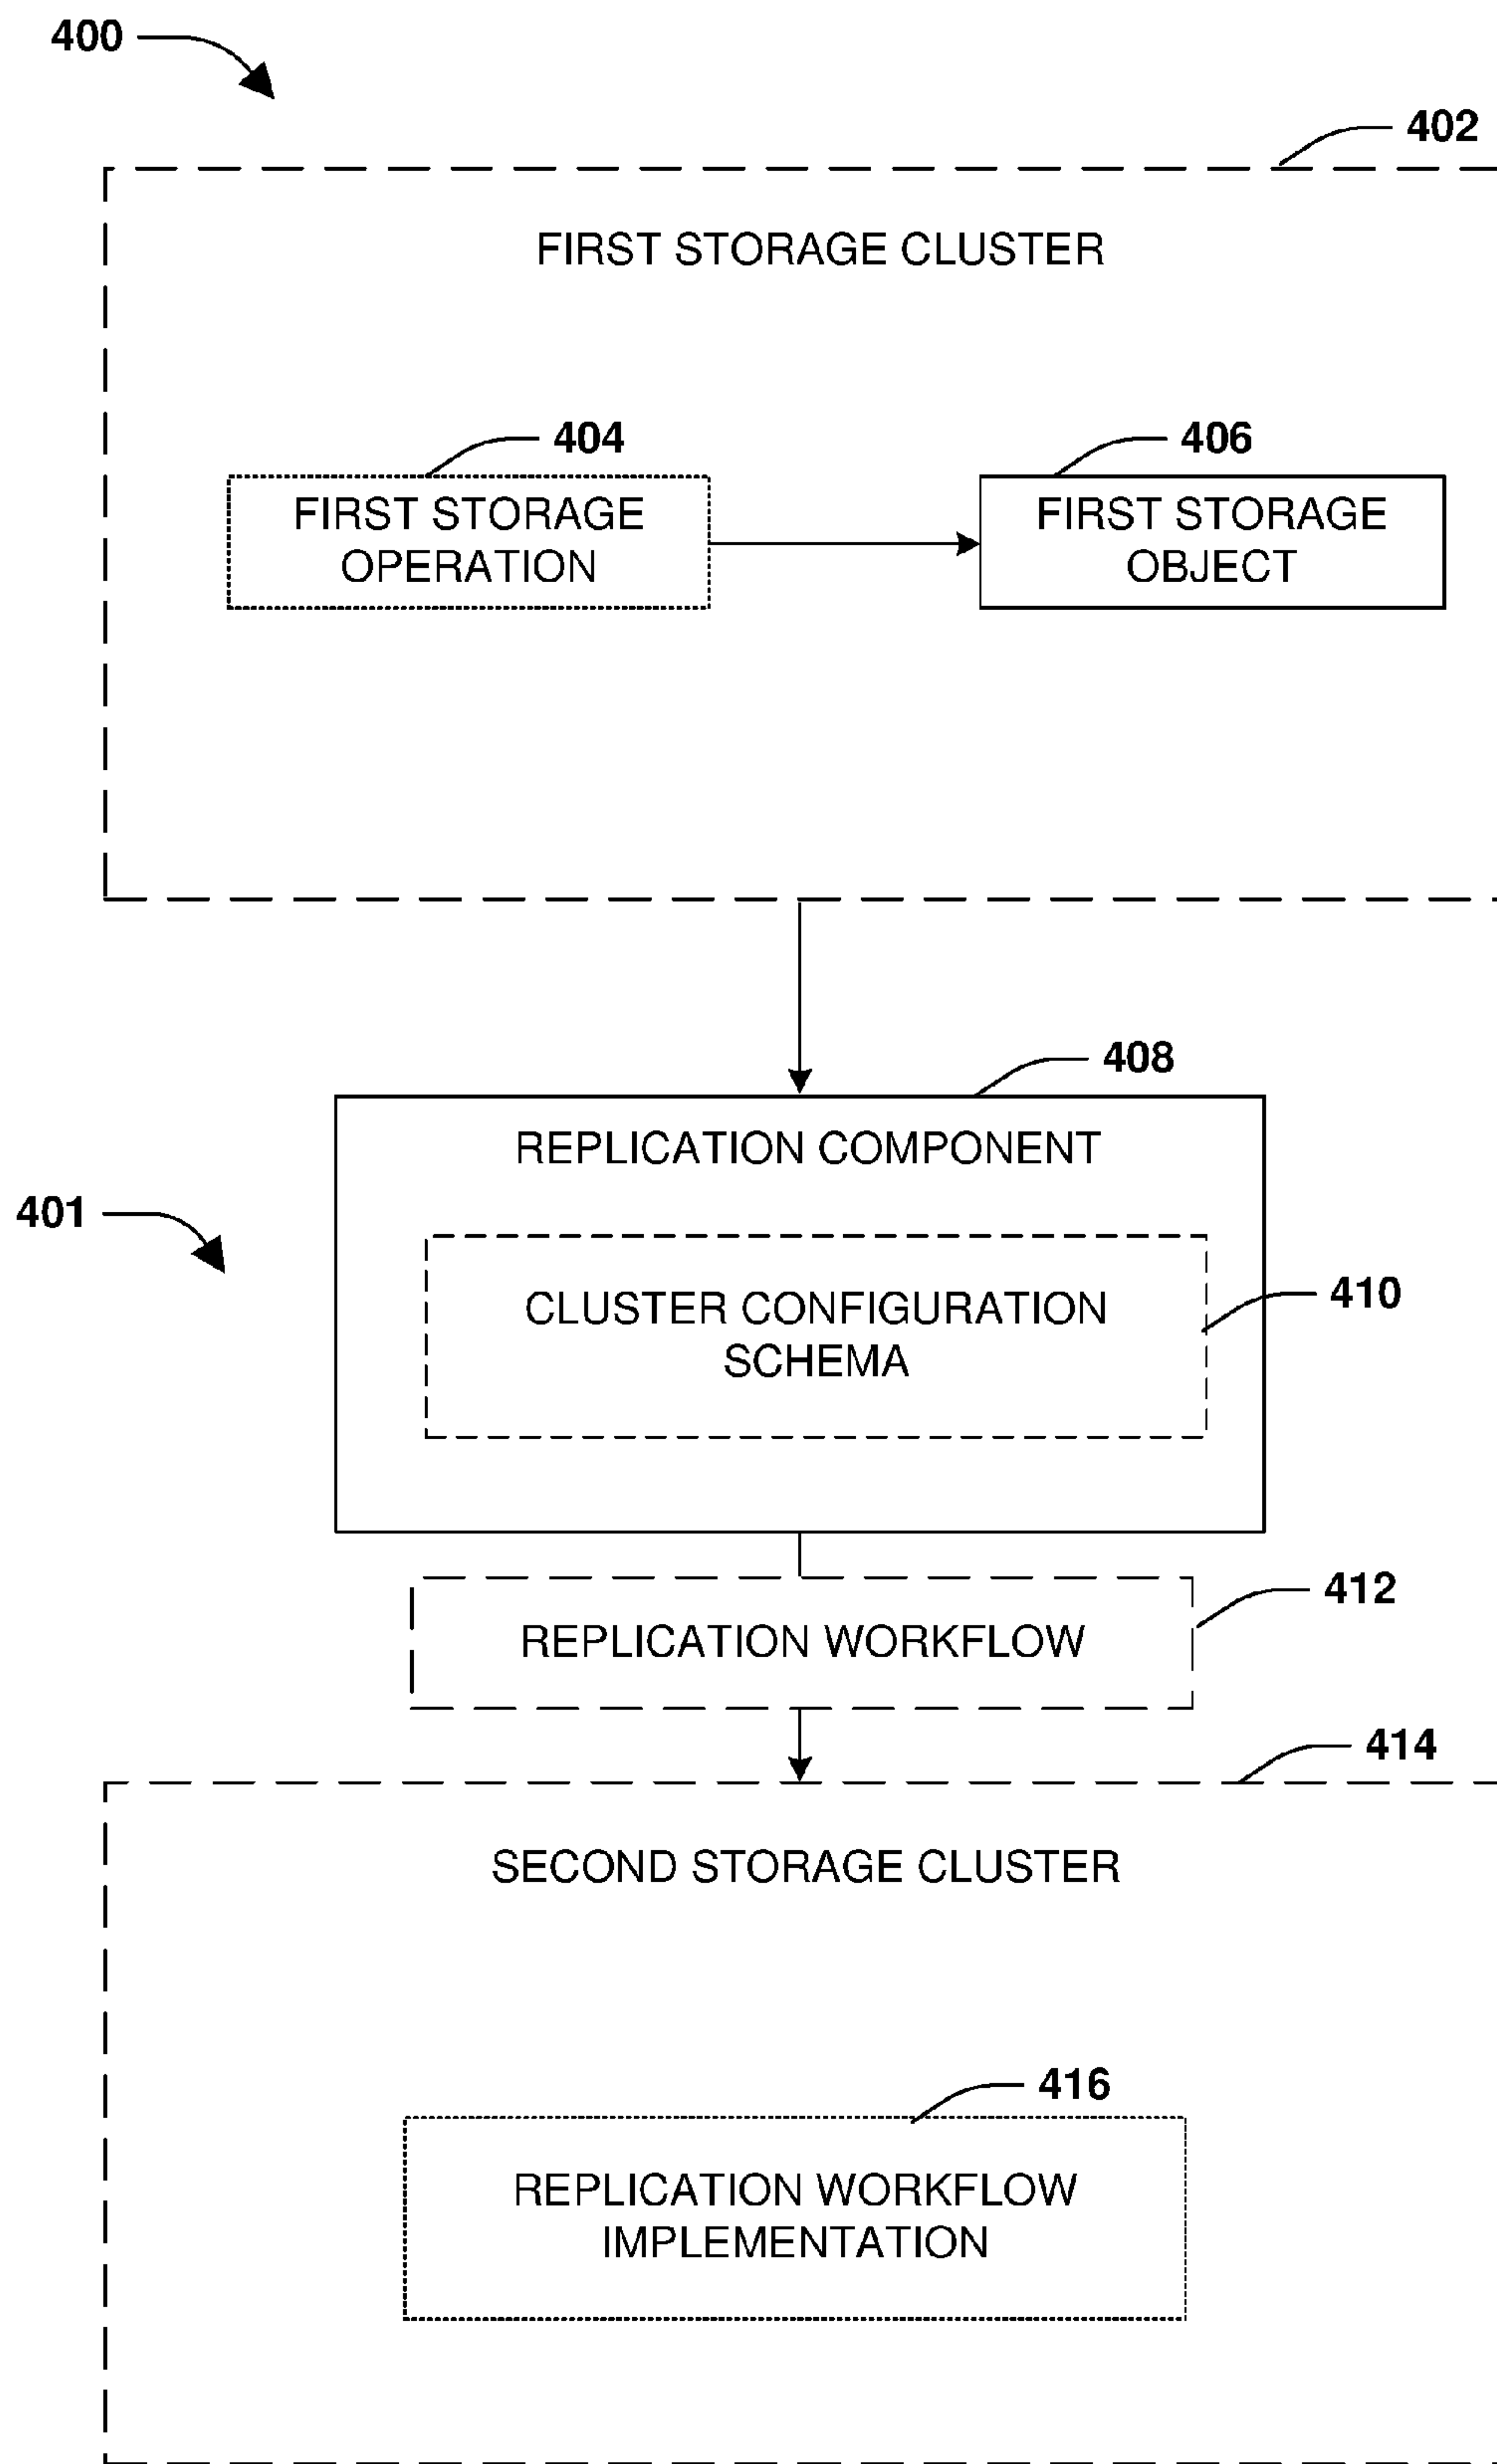 400
402
FIRST STORAGE CLUSTER
404
406
FIRST STORAGE
OPERATION
FIRST STORAGE
OBJECT
408
REPLICATION COMPONENT
401
410
CLUSTER CONFIGURATION
SCHEMA
412
REPLICATION WORKFLOW
414
SECOND STORAGE CLUSTER
416
REPLICATION WORKFLOW
IMPLEMENTATION